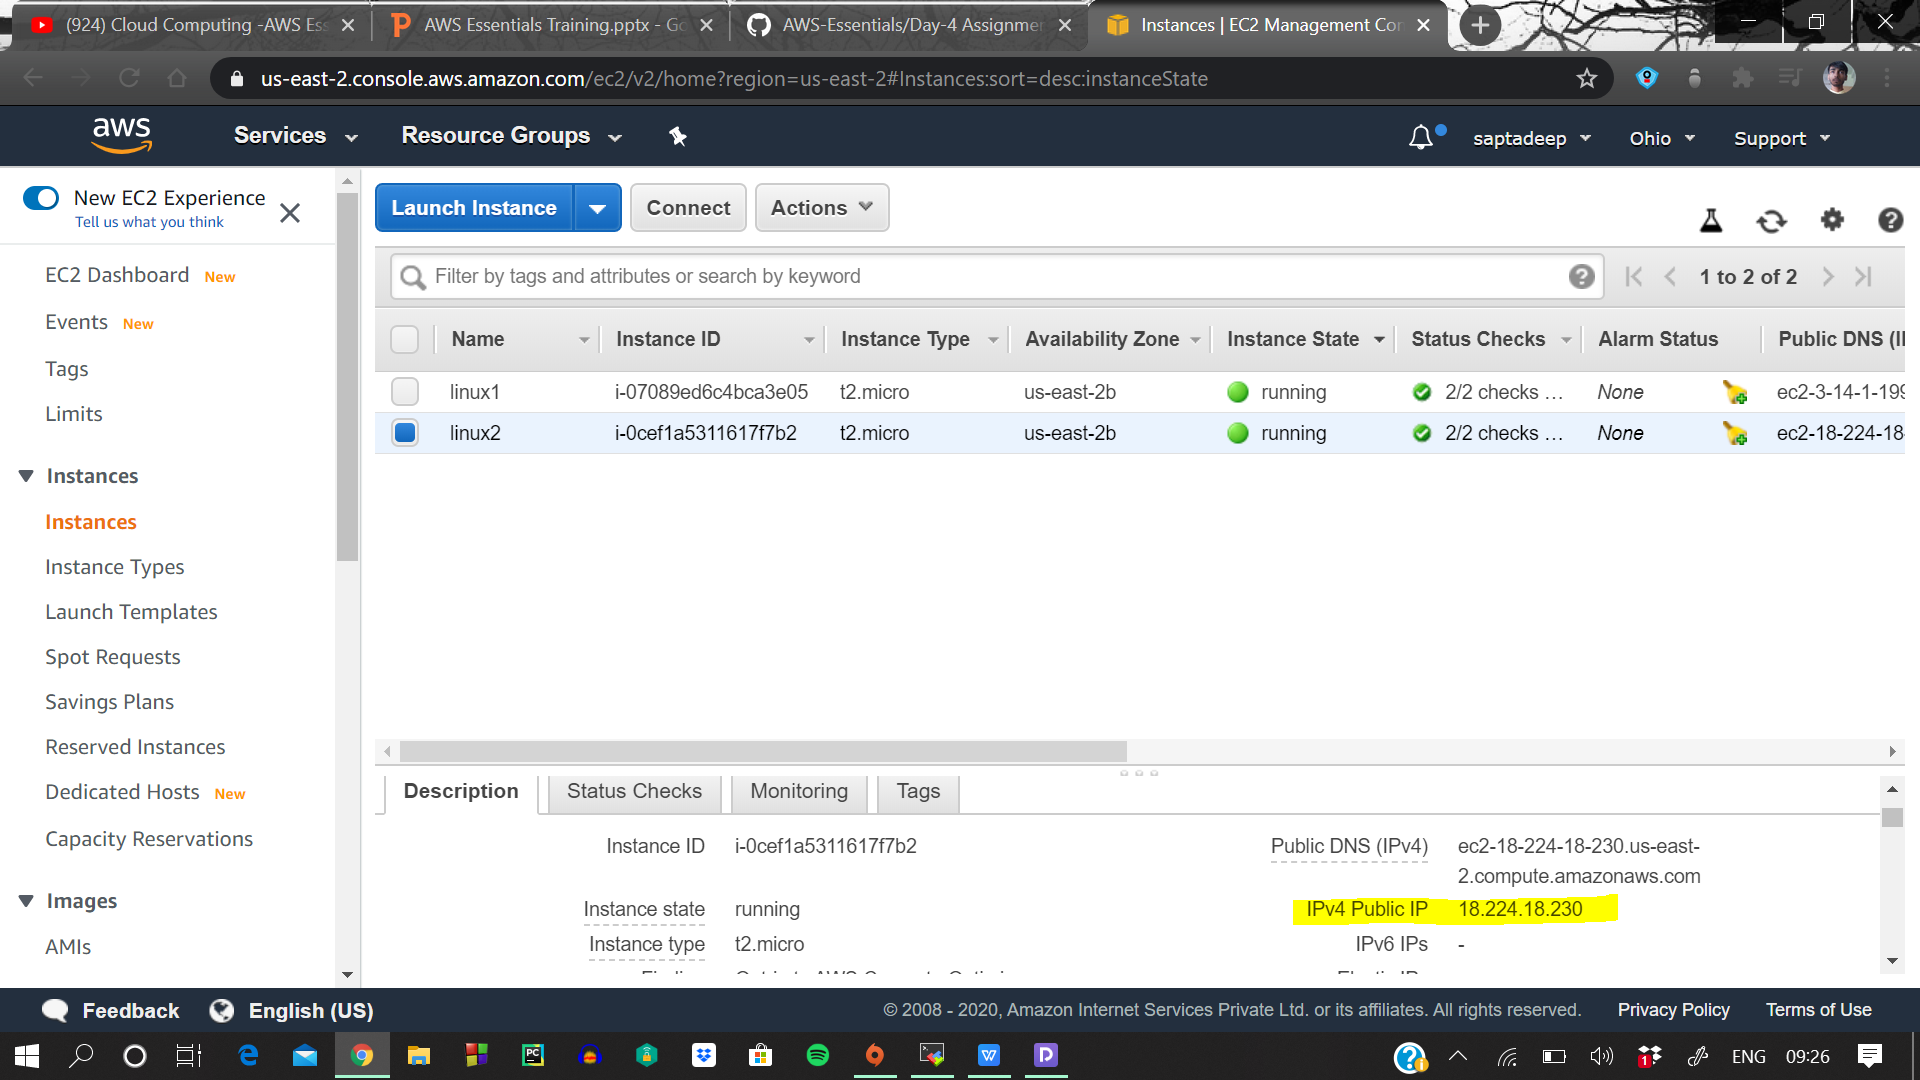 (924) Cloud Computing -AWS Ess
AWS Essentials Training.pptx - Go
AWS-Essentials/Day-4 Assignmen
Instances | EC2 Management Con
us-east-2.console.aws.amazon.com/ec2/v2/home?region=us-east-2#Instances:sort=desc:instanceState
aws
Services
Resource Groups
saptadeep
Ohio
Support
New EC2 Experience
Tell us what you think
EC2 Dashboard New
Events New
Tags
Limits
Instances
Instances
Instance Types
Launch Templates
Spot Requests
Savings Plans
Reserved Instances
Dedicated Hosts New
Capacity Reservations
Images
AMIs
Launch Instance
Connect
Actions
Filter by tags and attributes or search by keyword
1 to 2 of 2
Name Instance ID Instance Type Availability Zone Instance State Status Checks Alarm Status Public DNS (I
linux1 i-07089ed6c4bca3e05 t2.micro us-east-2b running 2/2 checks ... None ec2-3-14-1-199
linux2 i-0cef1a5311617f7b2 t2.micro us-east-2b running 2/2 checks ... None ec2-18-224-18-
Description Status Checks Monitoring Tags
Instance ID i-0cef1a5311617f7b2
Public DNS (IPv4) ec2-18-224-18-230.us-east-
2.compute.amazonaws.com
Instance state running
IPv4 Public IP 18.224.18.230
Instance type t2.micro
IPv6 IPs -
Feedback
English (US)
© 2008 - 2020, Amazon Internet Services Private Ltd. or its affiliates. All rights reserved.
Privacy Policy
Terms of Use
PC
W
D
1
ENG
09:26